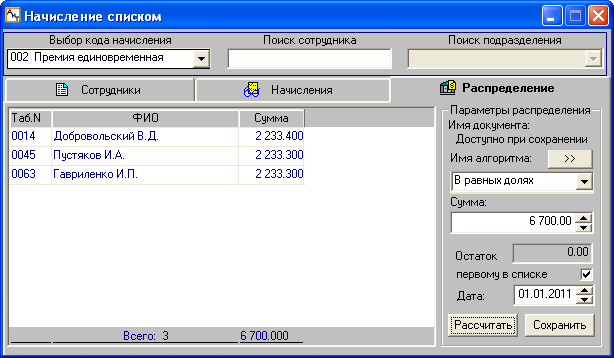 Начисление списком
Выбор кода начисления
Поиск сотрудника
Поиск подразделения
002 Премия единовременная
Сотрудники
Начисления
Распределение
Таб.N ФИО Сумма
0014 Добровольский В.Д. 2 233.400
0045 Пустяков И.А. 2 233.300
0063 Гавриленко И.П. 2 233.300
Всего: 3 6 700.000
Параметры распределения
Имя документа:
Доступно при сохранении
Имя алгоритма: >>
В равных долях
Сумма:
6 700.00
Остаток 0.00
первому в списке
Дата: 01.01.2011
Рассчитать Сохранить